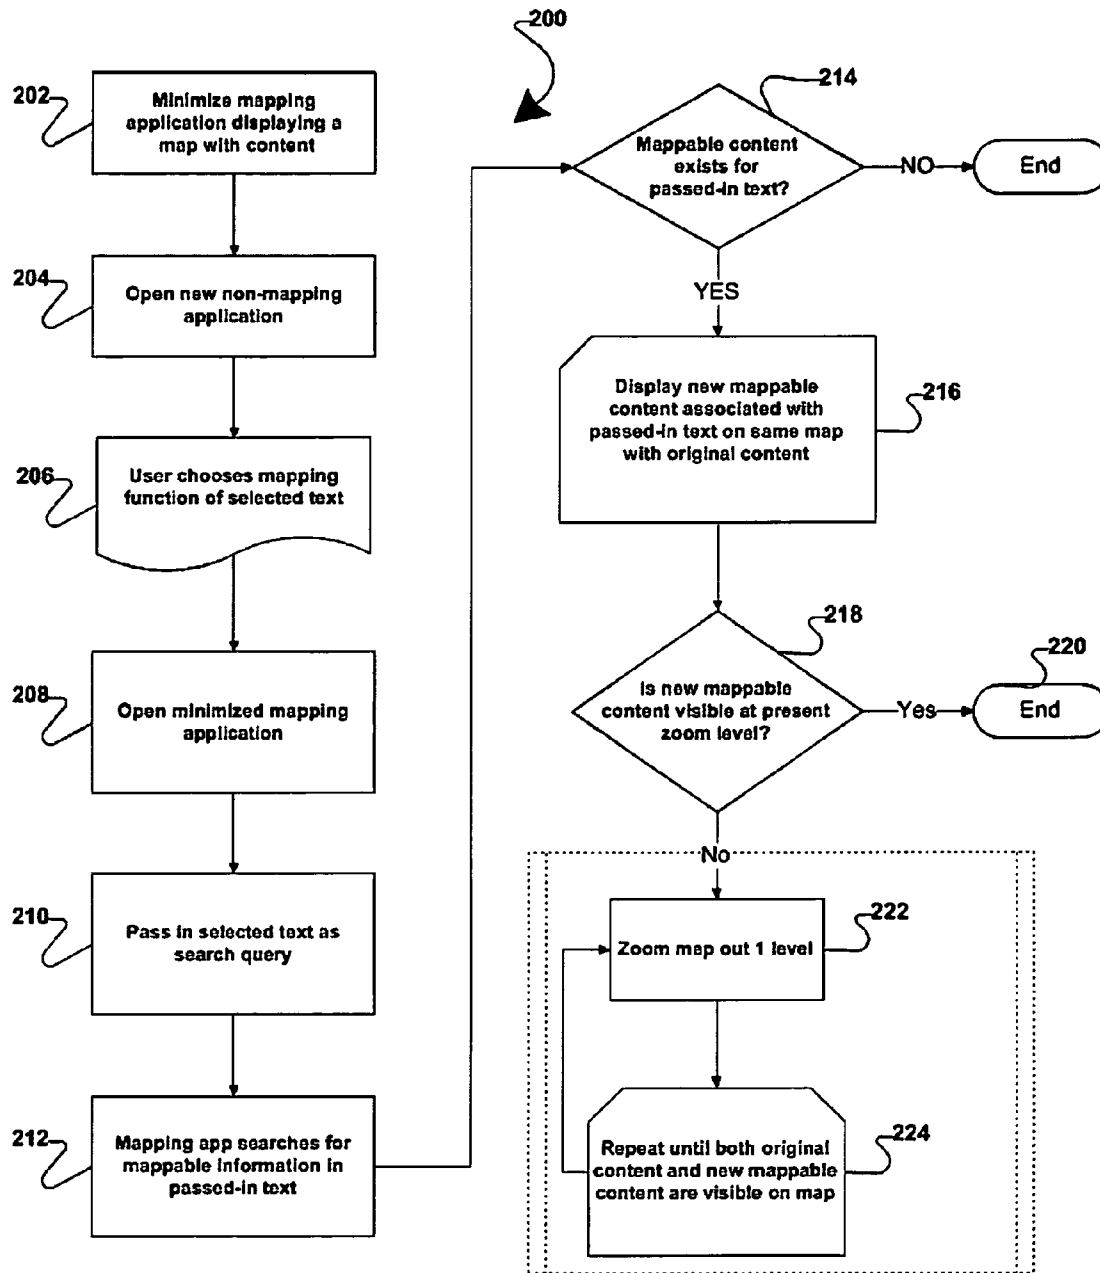 200
202
Minimize mapping
application displaying a
map with content
204
Open new non-mapping
application
206
User chooses mapping
function of selected text
208
Open minimized mapping
application
210
Pass in selected text as
search query
212
Mapping app searches for
mappable information in
passed-in text
214
Mappable content
exists for
passed-in text?
NO
End
YES
216
Display new mappable
content associated with
passed-in text on same map
with original content
218
Is new mappable
content visible at present
zoom level?
Yes
220
End
No
222
Zoom map out 1 level
224
Repeat until both original
content and new mappable
content are visible on map